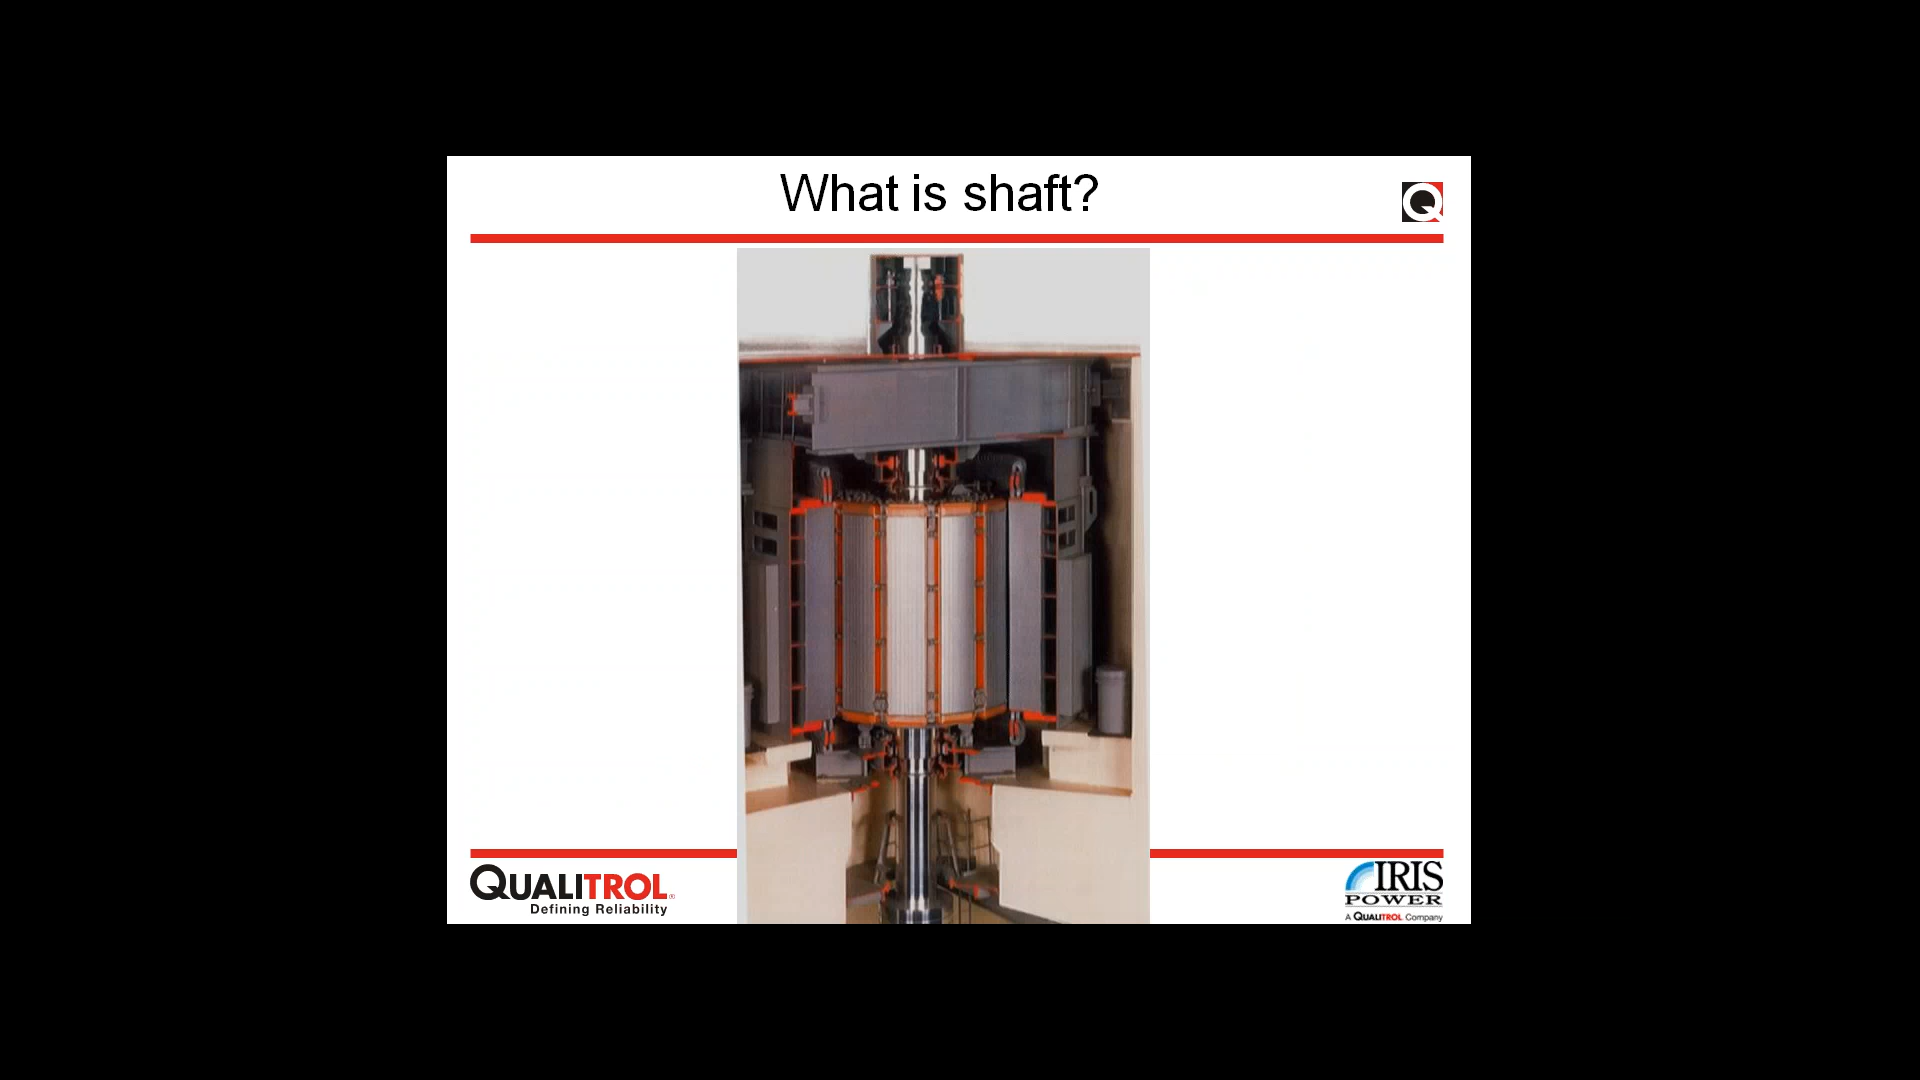 What is shaft?
Q
QUALITROL
Defining Reliability
IRIS
POWER
A QUALITROL Company